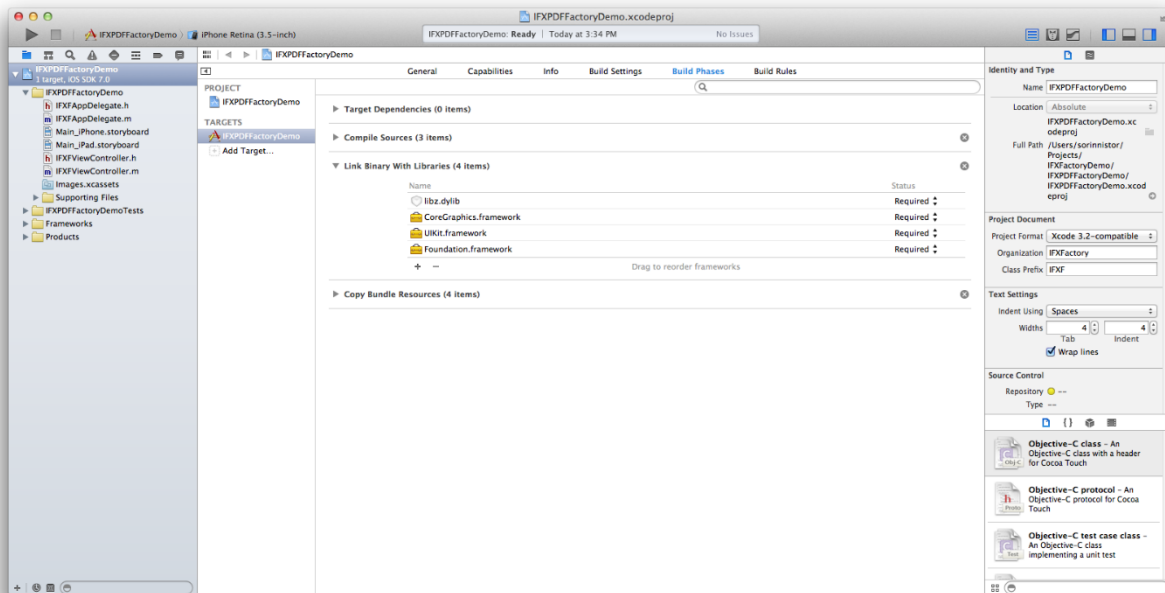 IFXPDFFactoryDemo.xcodeproj
IFXPDFFactoryDemo
iPhone Retina (3.5-inch)
IFXPDFFactoryDemo: Ready | Today at 3:34 PM
No Issues
IFXPDFFactoryDemo
1 target, iOS SDK 7.0
IFXPDFFactoryDemo
IFXFAppDelegate.h
IFXFAppDelegate.m
Main_iPhone.storyboard
Main_iPad.storyboard
IFXFViewController.h
IFXFViewController.m
Images.xcassets
Supporting Files
IFXPDFFactoryDemoTests
Frameworks
Products
IFXPDFFactoryDemo
General Capabilities Info Build Settings Build Phases Build Rules
PROJECT
IFXPDFFactoryDemo
TARGETS
IFXPDFFactoryDemo
Add Target...
Target Dependencies (0 items)
Compile Sources (3 items)
Link Binary With Libraries (4 items)
Name Status
libz.dylib Required
CoreGraphics.framework Required
UIKit.framework Required
Foundation.framework Required
+ − Drag to reorder frameworks
Copy Bundle Resources (4 items)
Identity and Type
Name IFXPDFFactoryDemo
Location Absolute
IFXPDFFactoryDemo.xc
odeproj
Full Path /Users/sorinnistor/
Projects/
IFXFactoryDemo/
IFXPDFFactoryDemo/
IFXPDFFactoryDemo.xcod
eproj
Project Document
Project Format Xcode 3.2-compatible
Organization IFXFactory
Class Prefix IFXF
Text Settings
Indent Using Spaces
Widths 4 4
Tab Indent
Wrap lines
Source Control
Repository --
Type --
{ }
Objective-C class - An
Objective-C class with a header
for Cocoa Touch
Obj-C
Objective-C protocol - An
Objective-C protocol for Cocoa
Touch
Proto
Objective-C test case class -
An Objective-C class
implementing a unit test
Test